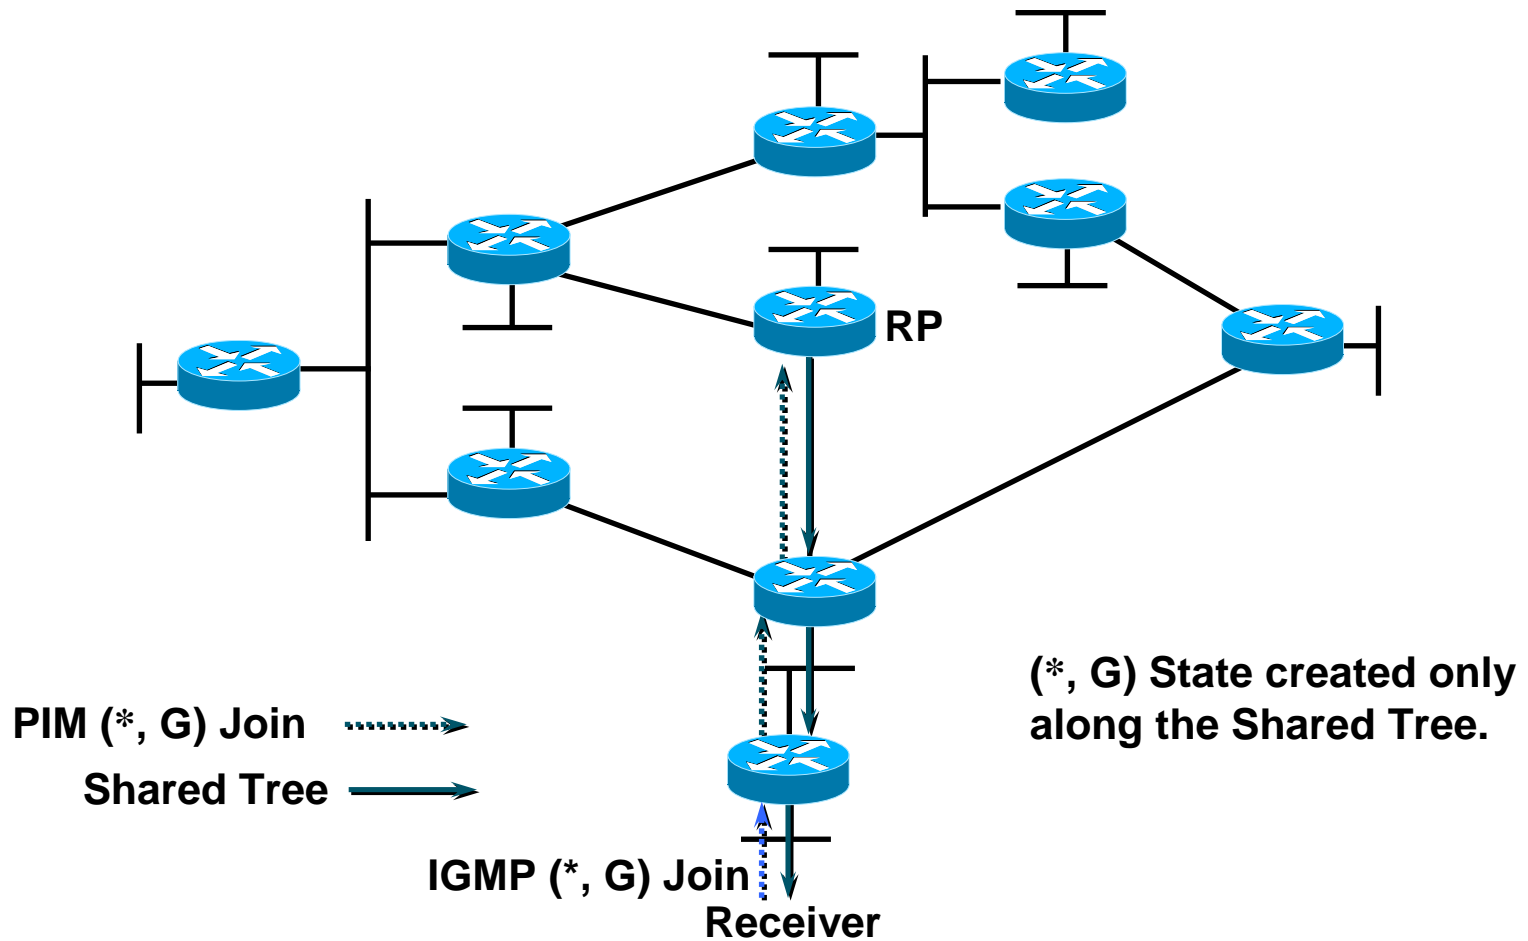 RP
(*, G) State created only
along the Shared Tree.
PIM (*, G) Join
Shared Tree
IGMP (*, G) Join
Receiver